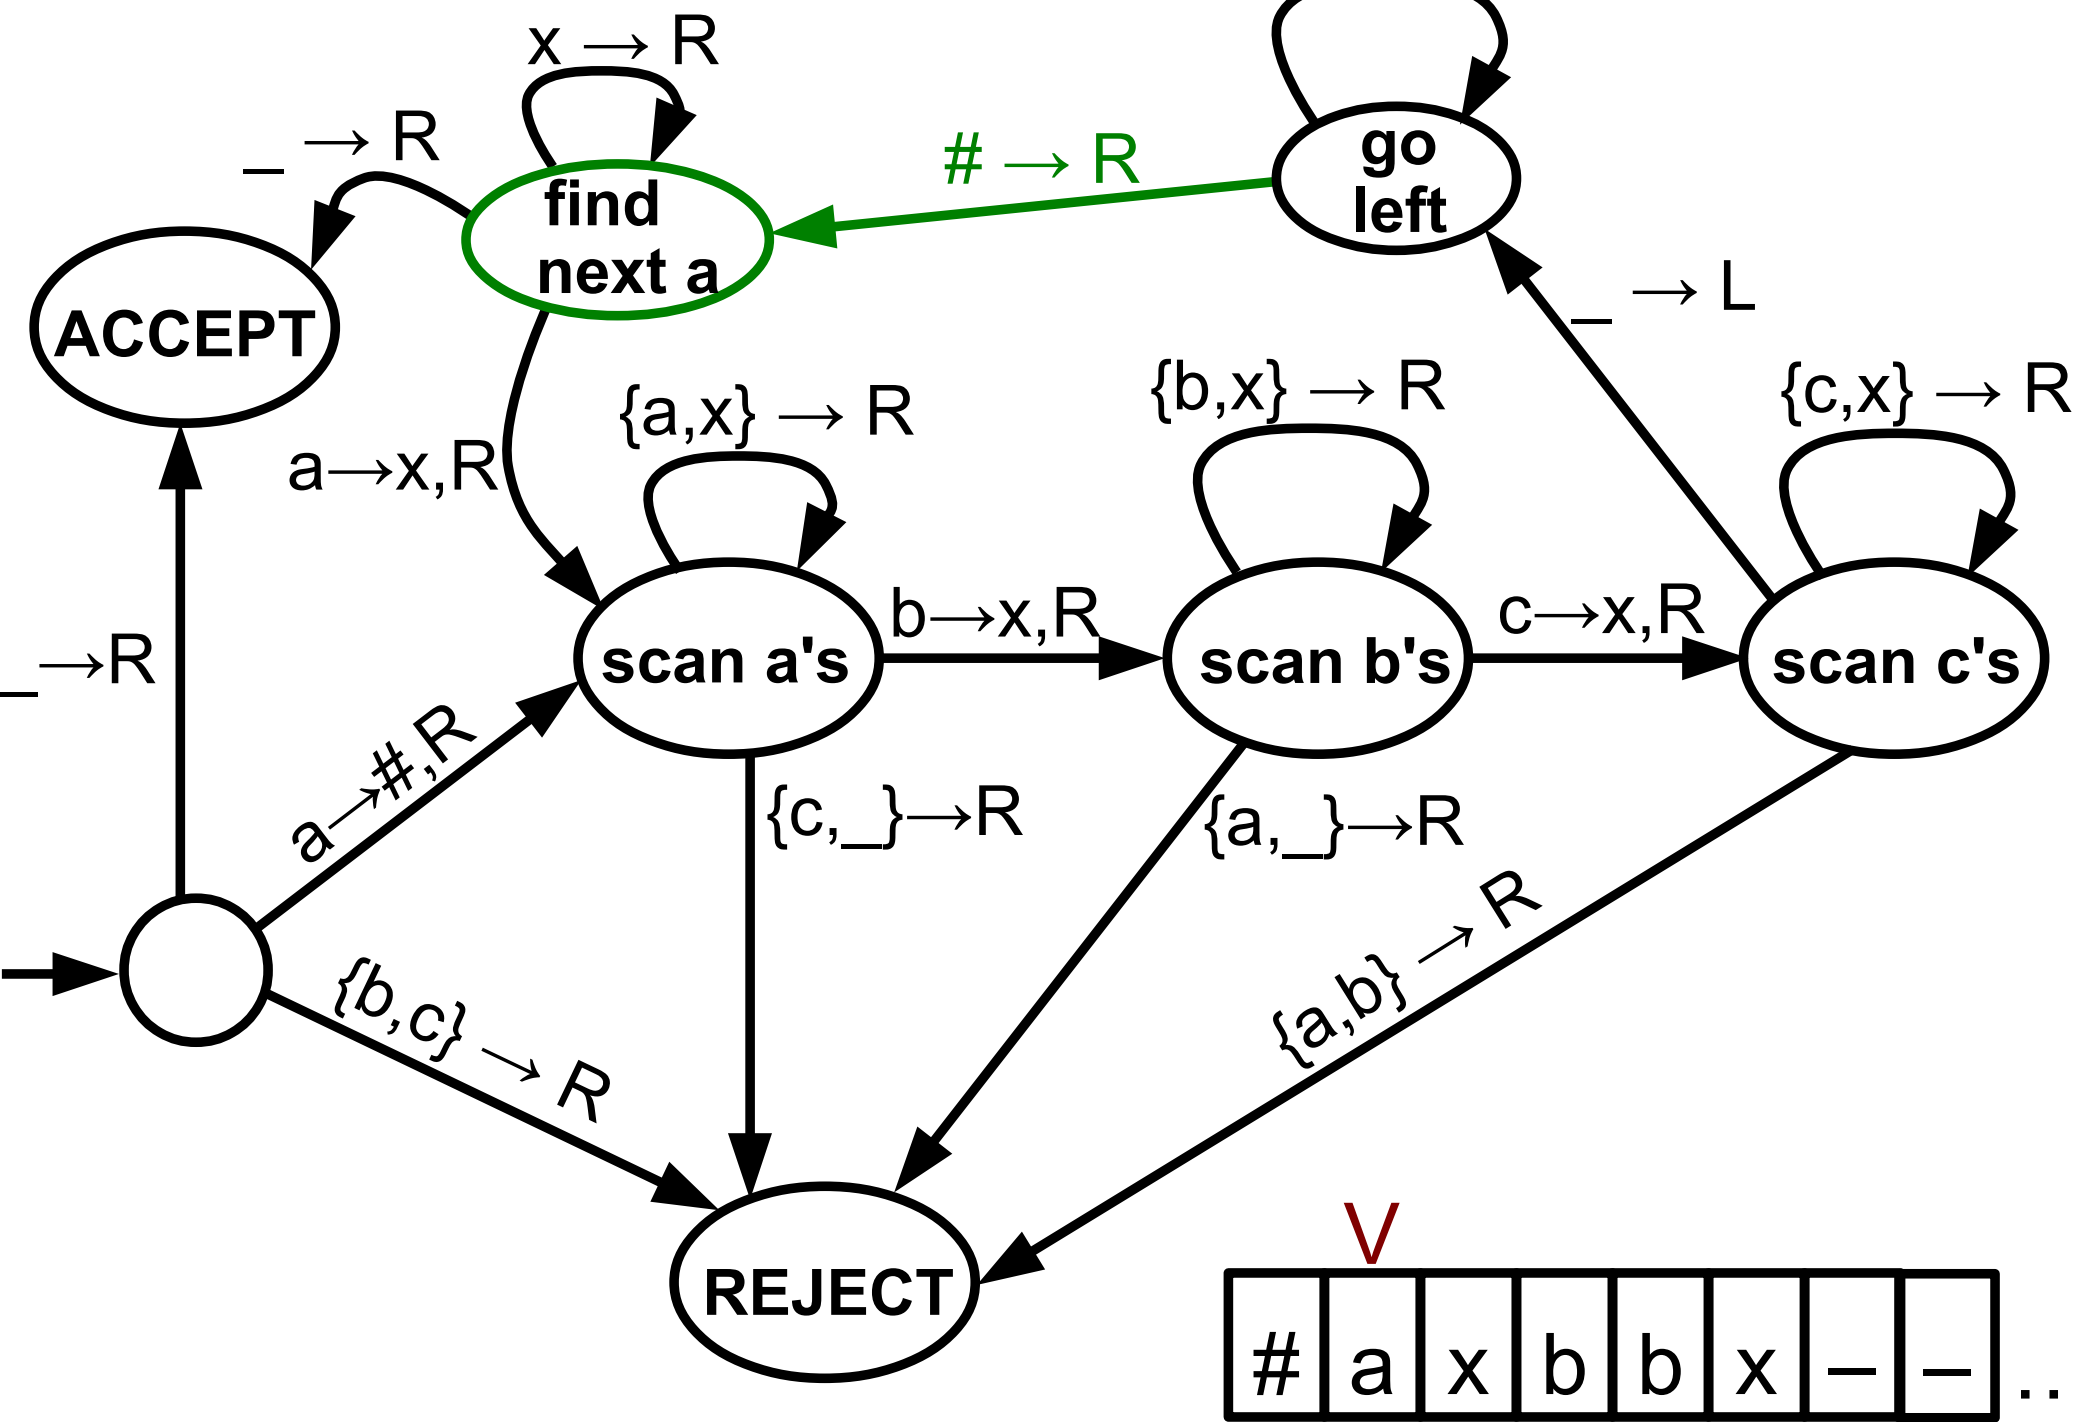 x → R
_ → R
# → R
go
left
find
next a
_ → L
ACCEPT
{a,x} → R
{b,x} → R
{c,x} → R
a→x,R
b→x,R
c→x,R
_→R
scan a's
scan b's
scan c's
a→#,R
{c,_}→R
{a,_}→R
{b,c} → R
{a,b} → R
REJECT
V
# a x b b x _ _ ..